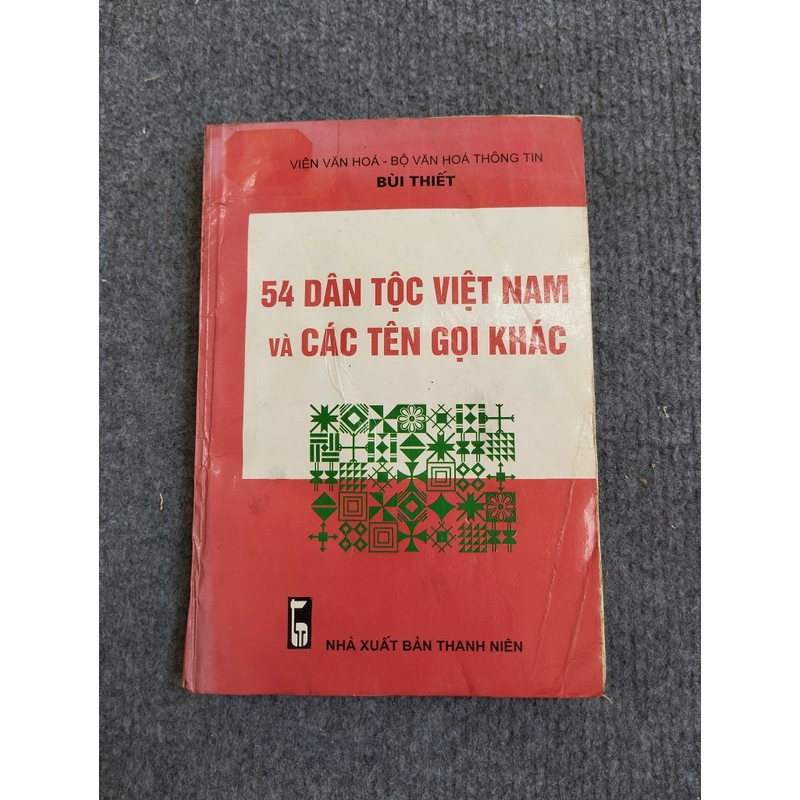 VIỆN VĂN HOÁ - BỘ VĂN HOÁ THÔNG TIN
BÙI THIẾT
54 DÂN TỘC VIỆT NAM
VÀ CÁC TÊN GỌI KHÁC
NHÀ XUẤT BẢN THANH NIÊN